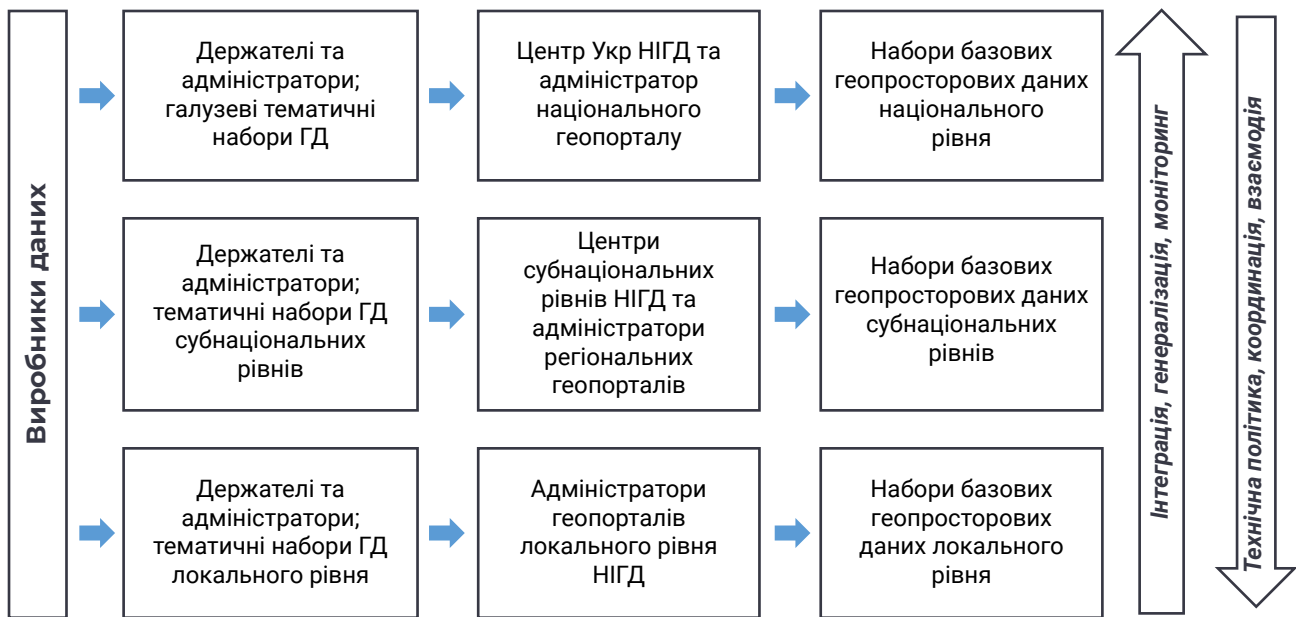 Виробники даних
Держателі та
адміністратори;
галузеві тематичні
набори ГД
Центр Укр НІГД та
адміністратор
національного
геопорталу
Набори базових
геопросторових даних
національного
рівня
Держателі та
адміністратори;
тематичні набори ГД
субнаціональних
рівнів
Центри
субнаціональних
рівнів НІГД та
адміністратори
регіональних
геопорталів
Набори базових
геопросторових даних
субнаціональних
рівнів
Держателі та
адміністратори;
тематичні набори ГД
локального рівня
Адміністратори
геопорталів
локального рівня
НІГД
Набори базових
геопросторових
даних локального
рівня
Інтеграція, генералізація, моніторинг
Технічна політика, координація, взаємодія